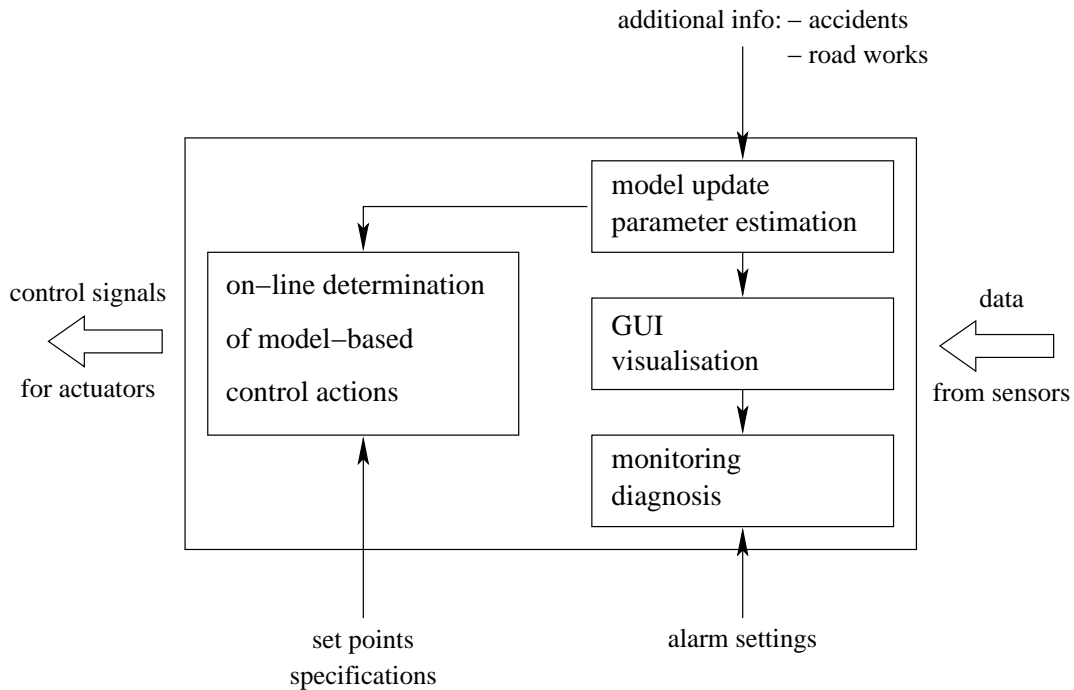 additional info: – accidents
– road works
model update
parameter estimation
on–line determination
of model–based
control actions
control signals
for actuators
GUI
visualisation
data
from sensors
monitoring
diagnosis
set points
specifications
alarm settings